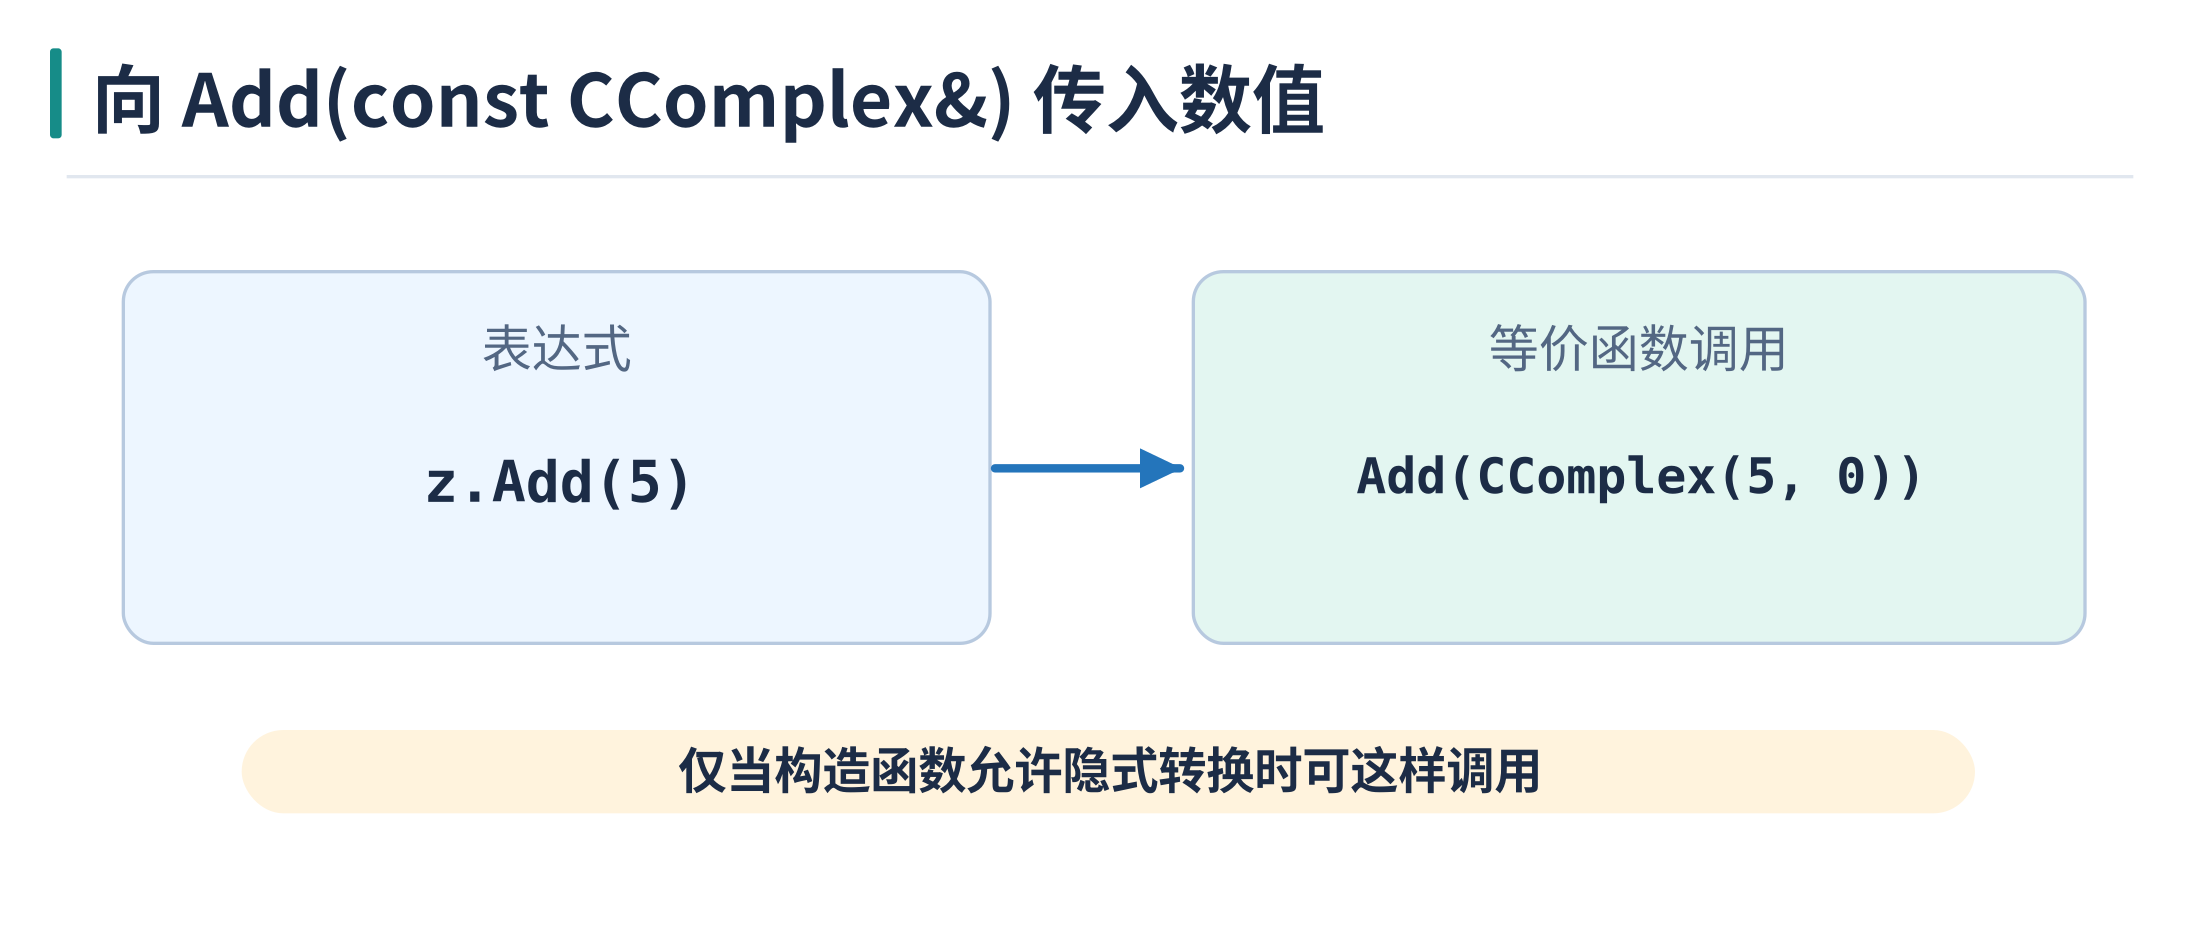 向 Add(const CComplex&) 传入数值
表达式
z.Add(5)
等价函数调用
Add(CComplex(5, 0))
仅当构造函数允许隐式转换时可这样调用